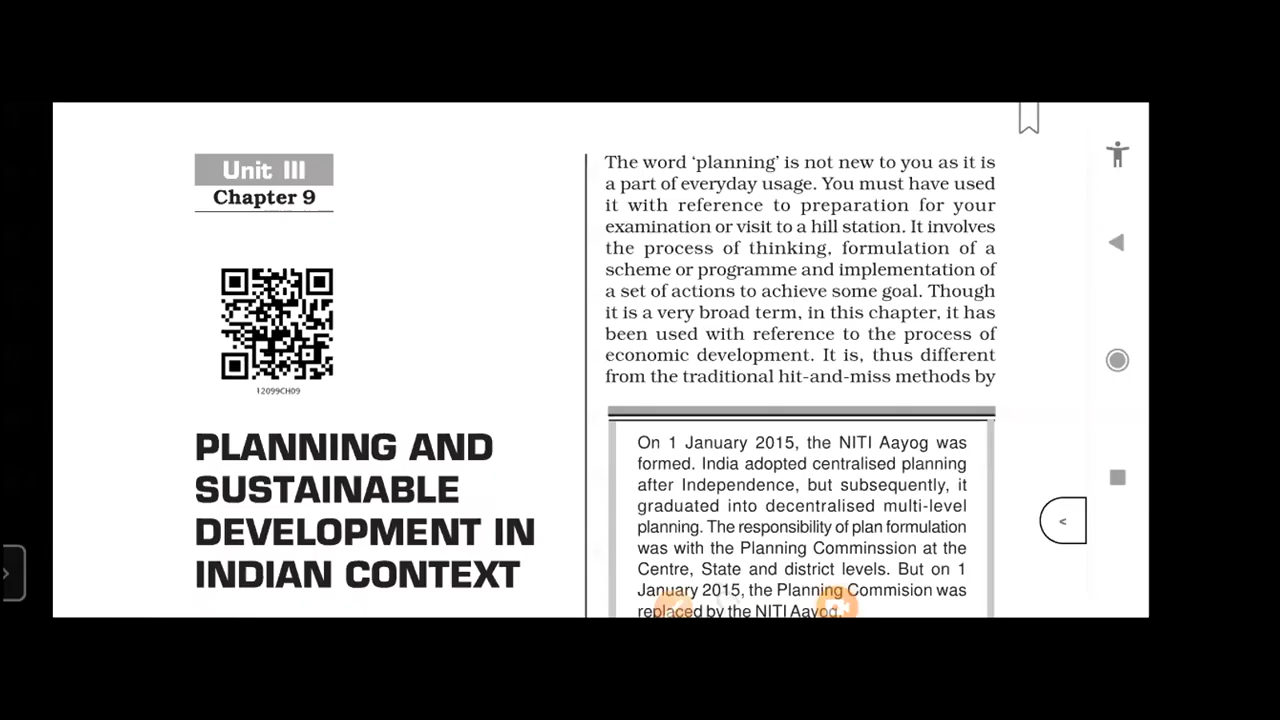 Unit III
Chapter 9
12099CH09
PLANNING AND
SUSTAINABLE
DEVELOPMENT IN
INDIAN CONTEXT
The word ‘planning’ is not new to you as it is
a part of everyday usage. You must have used
it with reference to preparation for your
examination or visit to a hill station. It involves
the process of thinking, formulation of a
scheme or programme and implementation of
a set of actions to achieve some goal. Though
it is a very broad term, in this chapter, it has
been used with reference to the process of
economic development. It is, thus different
from the traditional hit-and-miss methods by
On 1 January 2015, the NITI Aayog was
formed. India adopted centralised planning
after Independence, but subsequently, it
graduated into decentralised multi-level
planning. The responsibility of plan formulation
was with the Planning Comminssion at the
Centre, State and district levels. But on 1
January 2015, the Planning Commision was
replaced by the NITI Aayog.